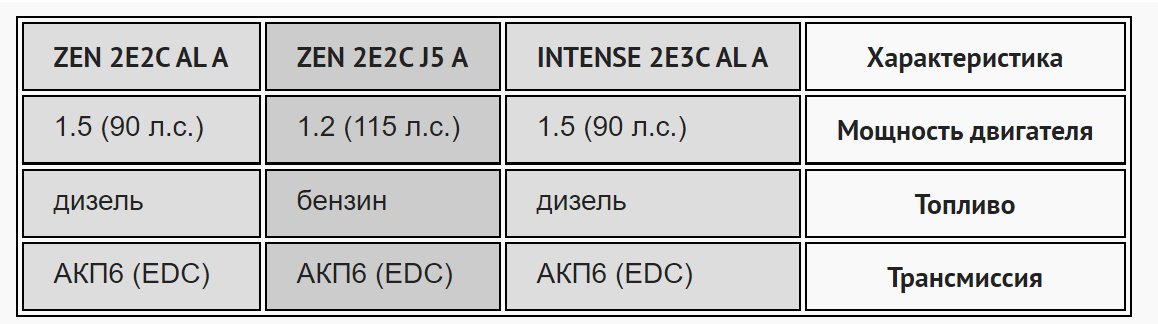 ZEN 2E2C AL A ZEN 2E2C J5 A INTENSE 2E3C AL A Характеристика
1.5 (90 л.с.) 1.2 (115 л.с.) 1.5 (90 л.с.) Мощность двигателя
дизель бензин дизель Топливо
АКП6 (EDC) АКП6 (EDC) АКП6 (EDC) Трансмиссия